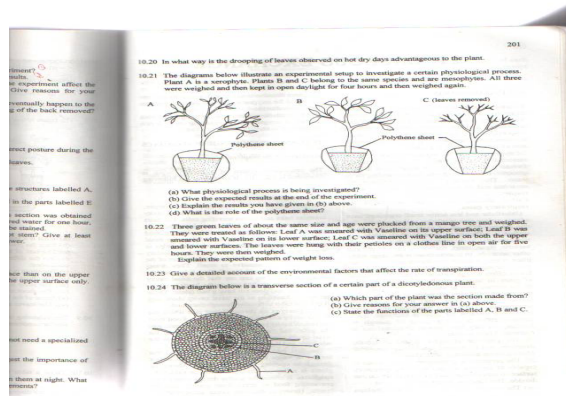 201
riment?
sults.
e experiment affect the
Give reasons for your
eventually happen to the
g of the back removed?
erect posture during the
leaves.
e structures labelled A,
in the parts labelled E
section was obtained
ed water for one hour,
be stained.
e stem? Give at least
wer.
ace than on the upper
he upper surface only.
not need a specialized
est the importance of
e them at night. What
ements?
10.20 In what way is the drooping of leaves observed on hot dry days advantageous to the plant.
10.21 The diagrams below illustrate an experimental setup to investigate a certain physiological process.
Plant A is a xerophyte. Plants B and C belong to the same species and are mesophytes. All three
were weighed and then kept in open daylight for four hours and then weighed again.
A
B
C (leaves removed)
Polythene sheet
Polythene sheet
(a) What physiological process is being investigated?
(b) Give the expected results at the end of the experiment.
(c) Explain the results you have given in (b) above.
(d) What is the role of the polythene sheet?
10.22 Three green leaves of about the same size and age were plucked from a mango tree and weighed.
They were treated as follows: Leaf A was smeared with Vaseline on its upper surface; Leaf B was
smeared with Vaseline on its lower surface; Leaf C was smeared with Vaseline on both the upper
and lower surfaces. The leaves were hung with their petioles on a clothes line in open air for five
hours. They were then weighed.
Explain the expected pattern of weight loss.
10.23 Give a detailed account of the environmental factors that affect the rate of transpiration.
10.24 The diagram below is a transverse section of a certain part of a dicotyledonous plant.
(a) Which part of the plant was the section made from?
(b) Give reasons for your answer in (a) above.
(c) State the functions of the parts labelled A, B and C.
C
B
A